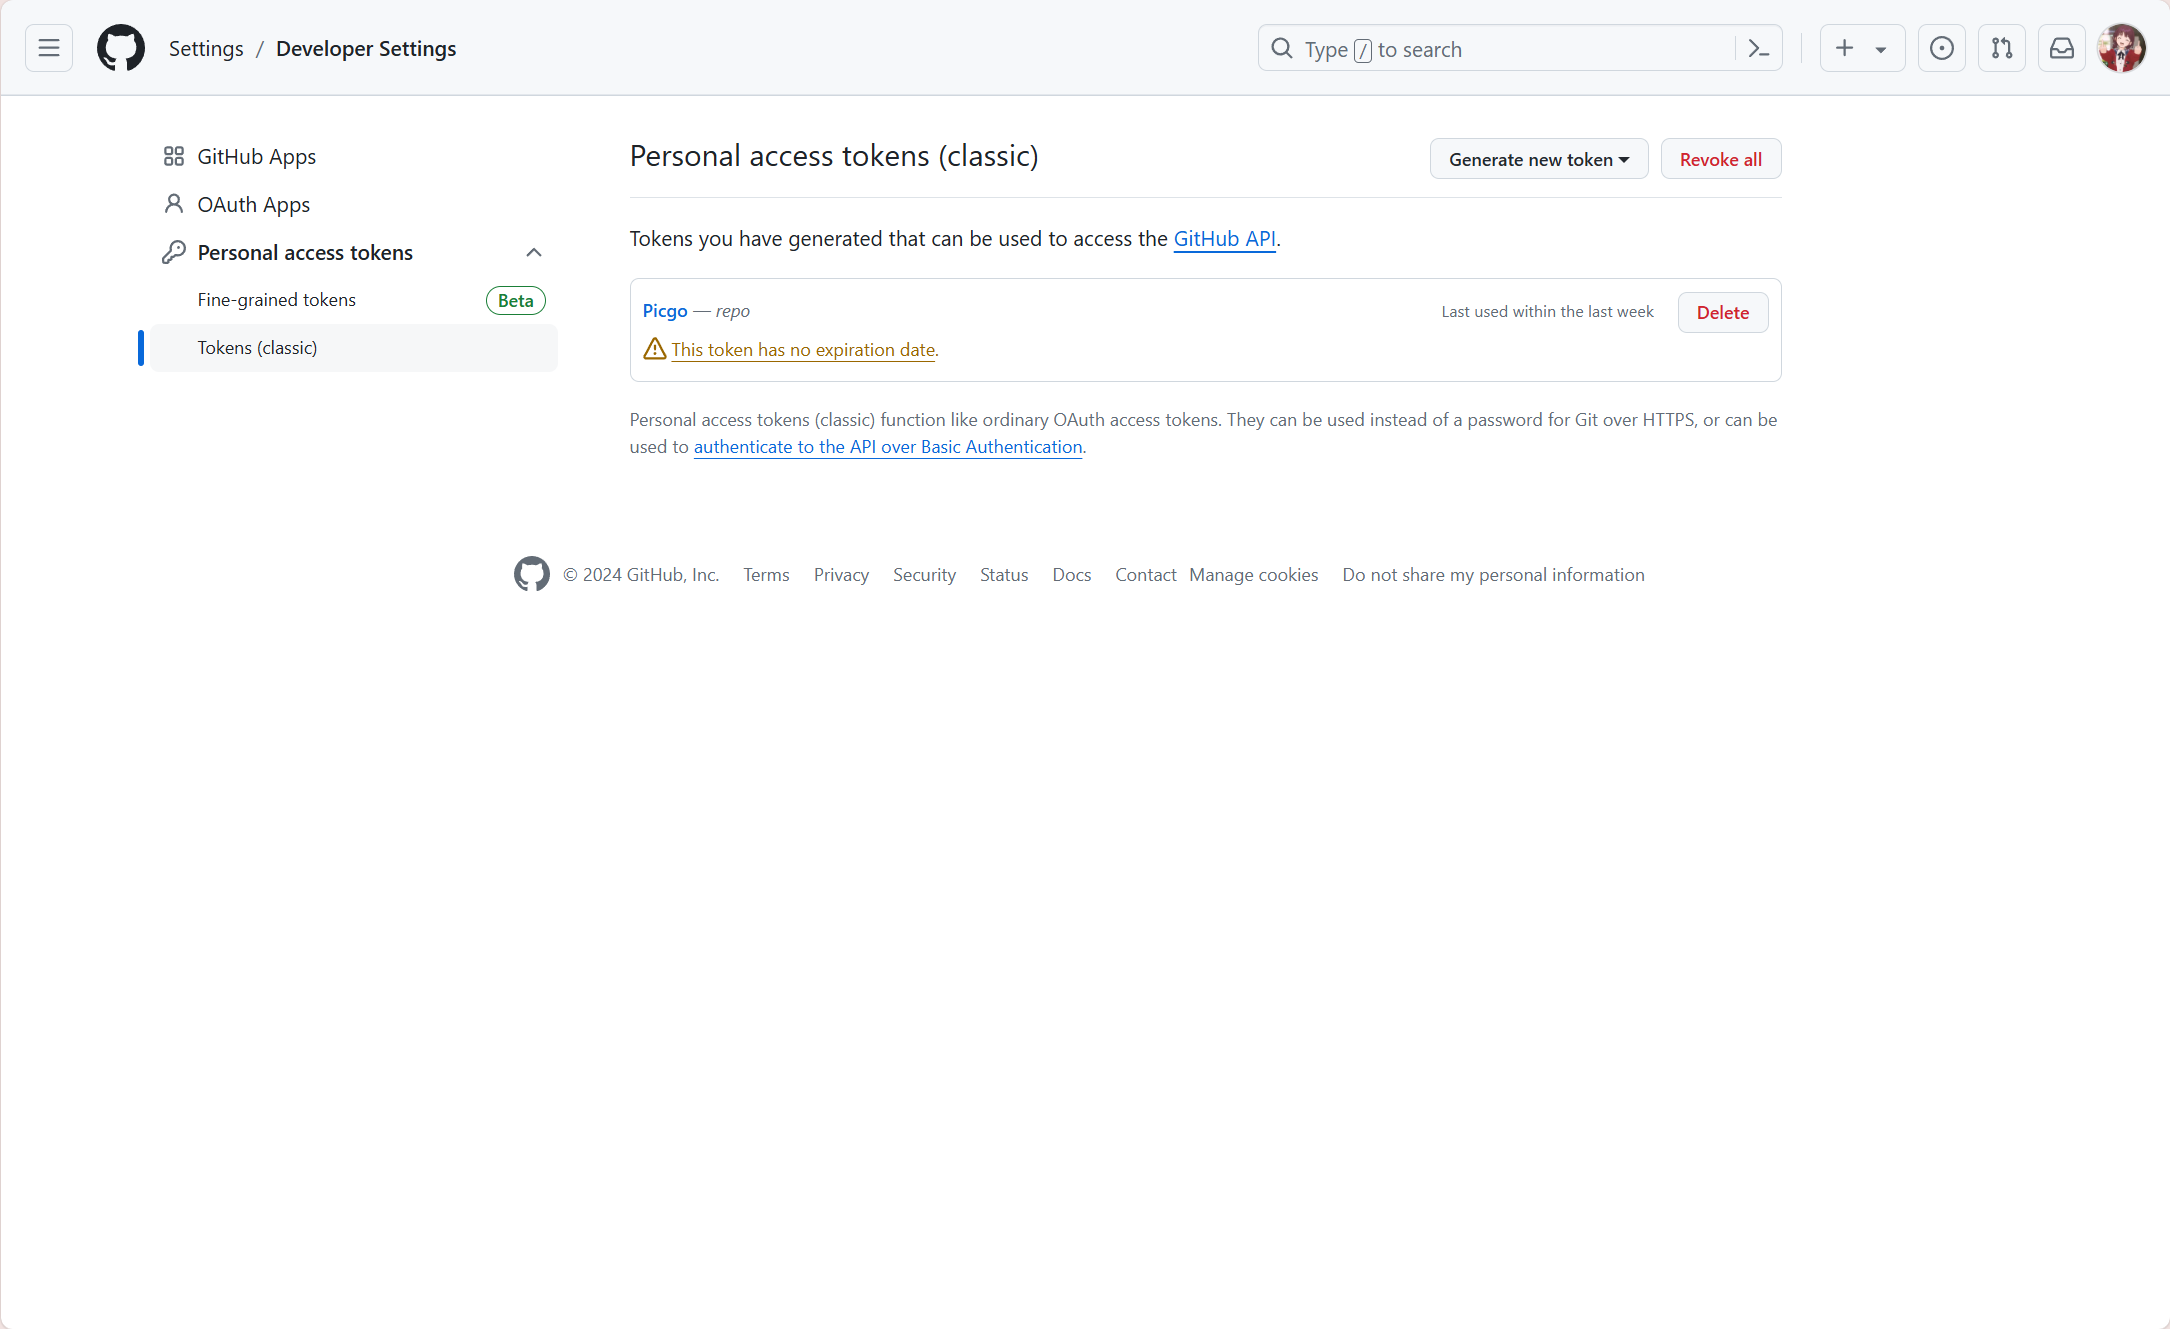 Settings / Developer Settings
Type / to search
GitHub Apps
OAuth Apps
Personal access tokens
Fine-grained tokens Beta
Tokens (classic)
Personal access tokens (classic)
Generate new token Revoke all
Tokens you have generated that can be used to access the GitHub API.
Picgo — repo Last used within the last week Delete
This token has no expiration date.
Personal access tokens (classic) function like ordinary OAuth access tokens. They can be used instead of a password for Git over HTTPS, or can be
used to authenticate to the API over Basic Authentication.
© 2024 GitHub, Inc. Terms Privacy Security Status Docs Contact Manage cookies Do not share my personal information